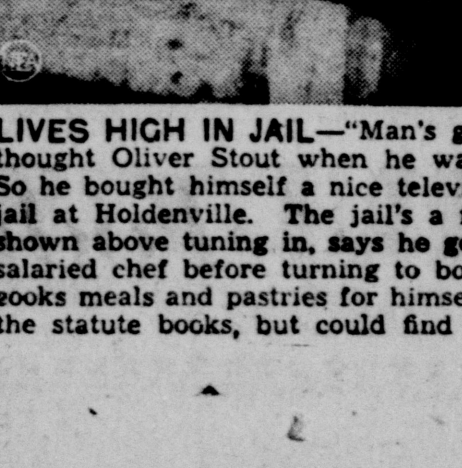 NEA
LIVES HIGH IN JAIL—“Man's g
thought Oliver Stout when he wa
So he bought himself a nice telev
jail at Holdenville. The jail's a
shown above tuning in, says he g
salaried chef before turning to bo
cooks meals and pastries for himse
the statute books, but could find